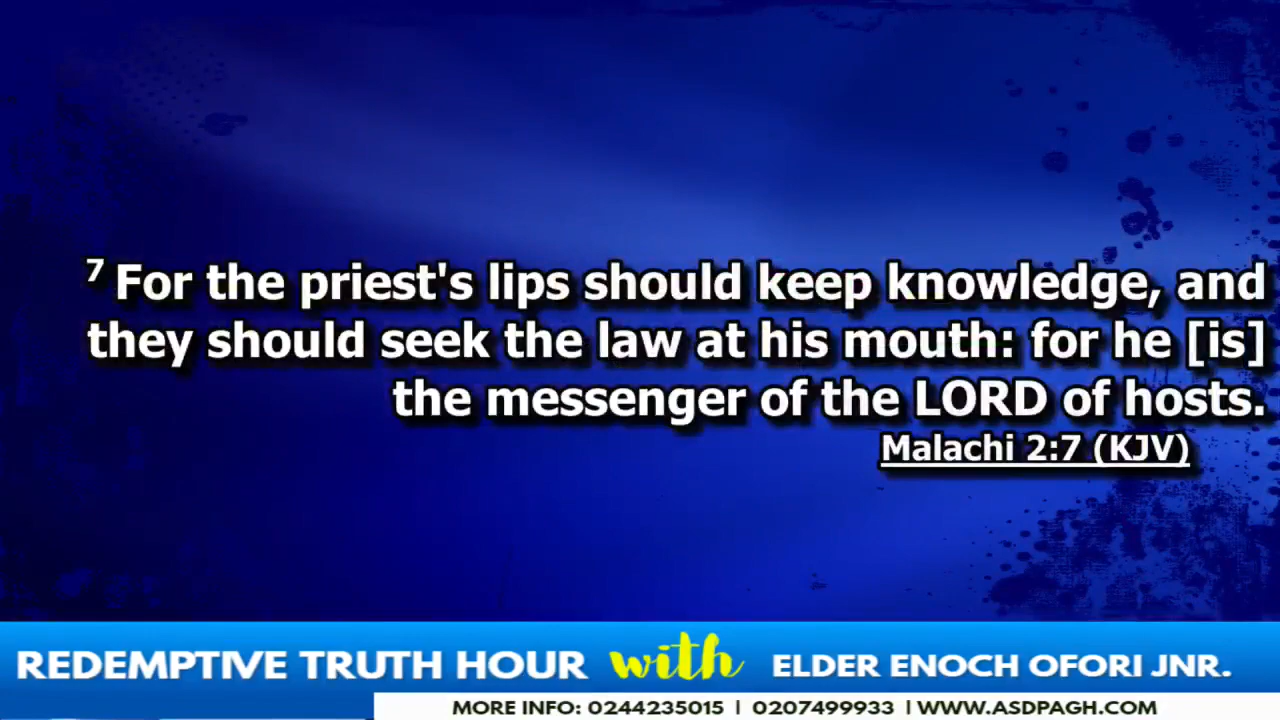 7 For the priest's lips should keep knowledge, and
they should seek the law at his mouth: for he [is]
the messenger of the LORD of hosts.
Malachi 2:7 (KJV)
REDEMPTIVE TRUTH HOUR with ELDER ENOCH OFORI JNR.
MORE INFO: 0244235015 | 0207499933 | WWW.ASDPAGH.COM